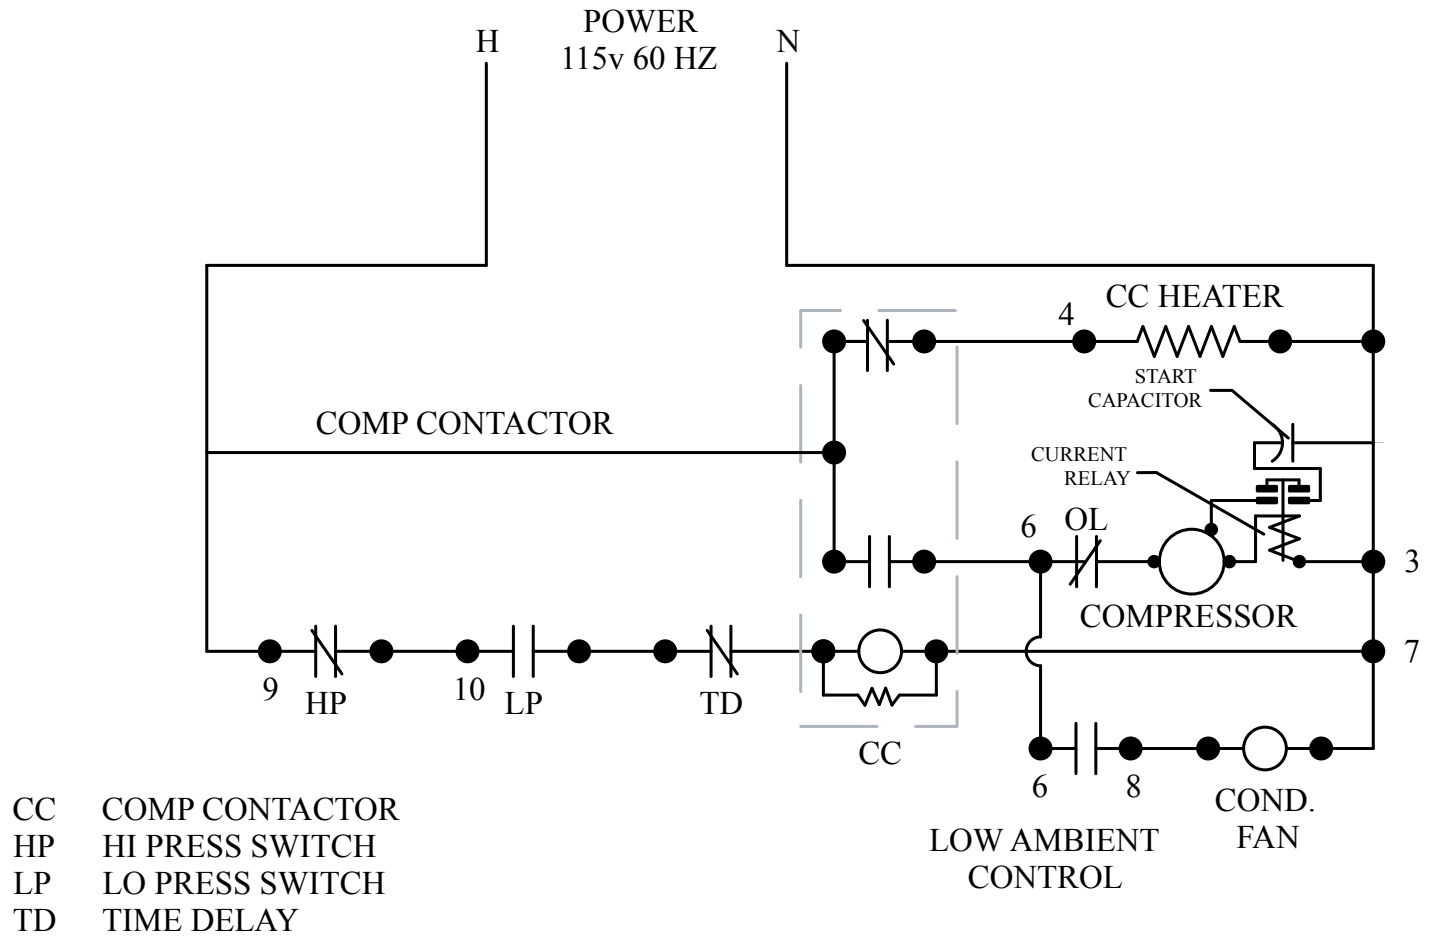 POWER
H
115v 60 HZ
N
CC HEATER
4
START
CAPACITOR
COMP CONTACTOR
CURRENT
RELAY
6
OL
3
COMPRESSOR
7
9
HP
10
LP
TD
CC
6
8
COND.
FAN
LOW AMBIENT
CONTROL
CC COMP CONTACTOR
HP HI PRESS SWITCH
LP LO PRESS SWITCH
TD TIME DELAY